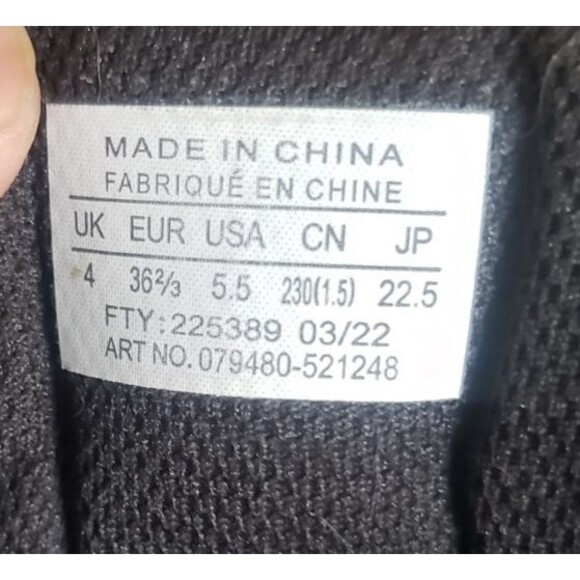 MADE IN CHINA
FABRIQUÉ EN CHINE
UK EUR USA CN JP
4 36⅔ 5.5 230(1.5) 22.5
FTY:225389 03/22
ART NO. 079480-521248